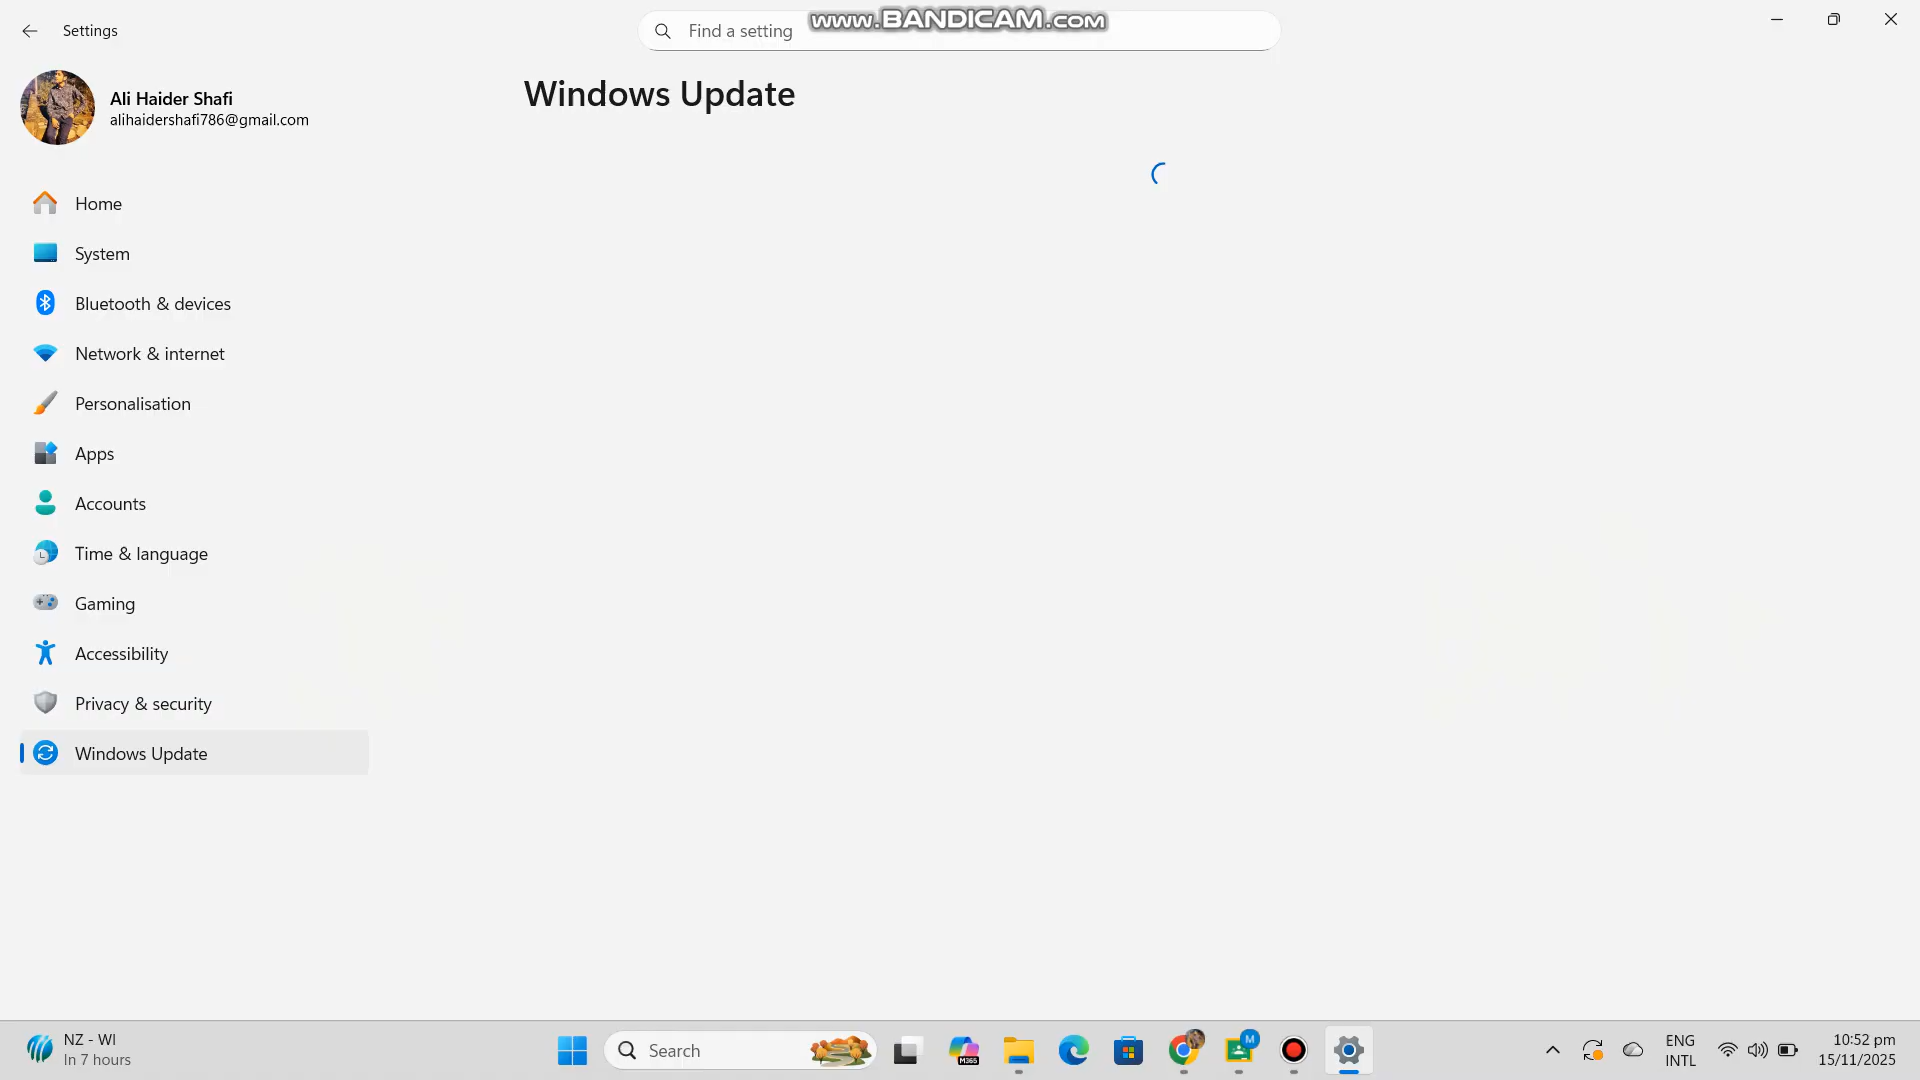 Settings
Find a setting
www.BANDICAM.com
Ali Haider Shafi
alihaidershafi786@gmail.com
Windows Update
Home
System
Bluetooth & devices
Network & internet
Personalisation
Apps
Accounts
Time & language
Gaming
Accessibility
Privacy & security
Windows Update
NZ - WI
In 7 hours
Search
M365
M
ENG
INTL
10:52 pm
15/11/2025